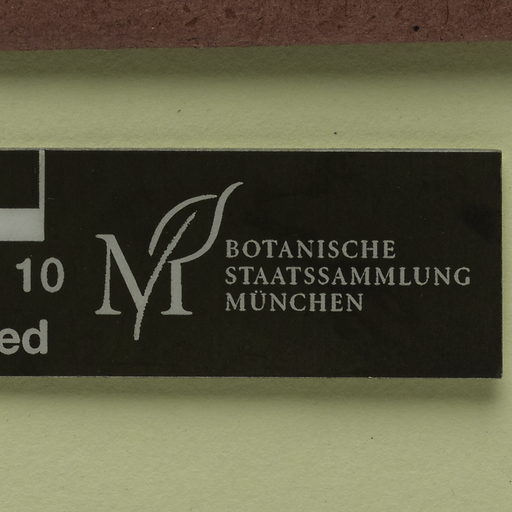 10
ed
BOTANISCHE
STAATSSAMMLUNG
MÜNCHEN